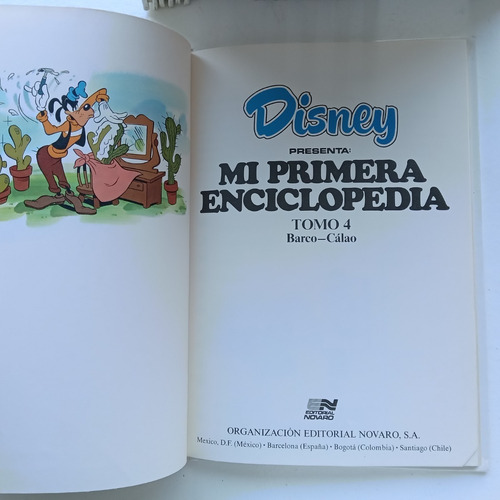 Disney
PRESENTA:
MI PRIMERA
ENCICLOPEDIA
TOMO 4
Barco—Cálao
EN
EDITORIAL
NOVARO
ORGANIZACIÓN EDITORIAL NOVARO, S.A.
México, D.F. (México) • Barcelona (España) • Bogotá (Colombia) • Santiago (Chile)